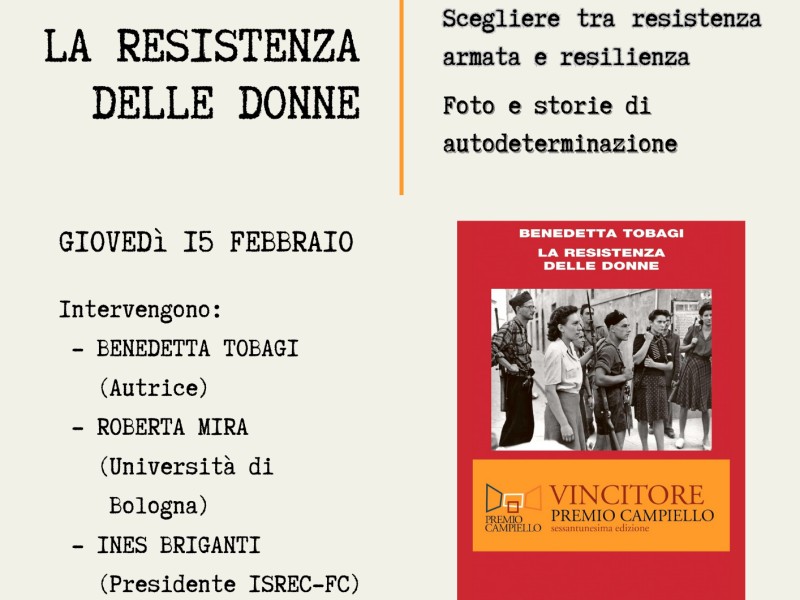 LA RESISTENZA
DELLE DONNE
Scegliere tra resistenza
armata e resilienza
Foto e storie di
autodeterminazione
GIOVEDì 15 FEBBRAIO
Intervengono:
- BENEDETTA TOBAGI
(Autrice)
- ROBERTA MIRA
(Università di
Bologna)
- INES BRIGANTI
(Presidente ISREC-FC)
BENEDETTA TOBAGI
LA RESISTENZA
DELLE DONNE
PREMIO
CAMPIELLO
VINCITORE
PREMIO CAMPIELLO
sessantunesima edizione